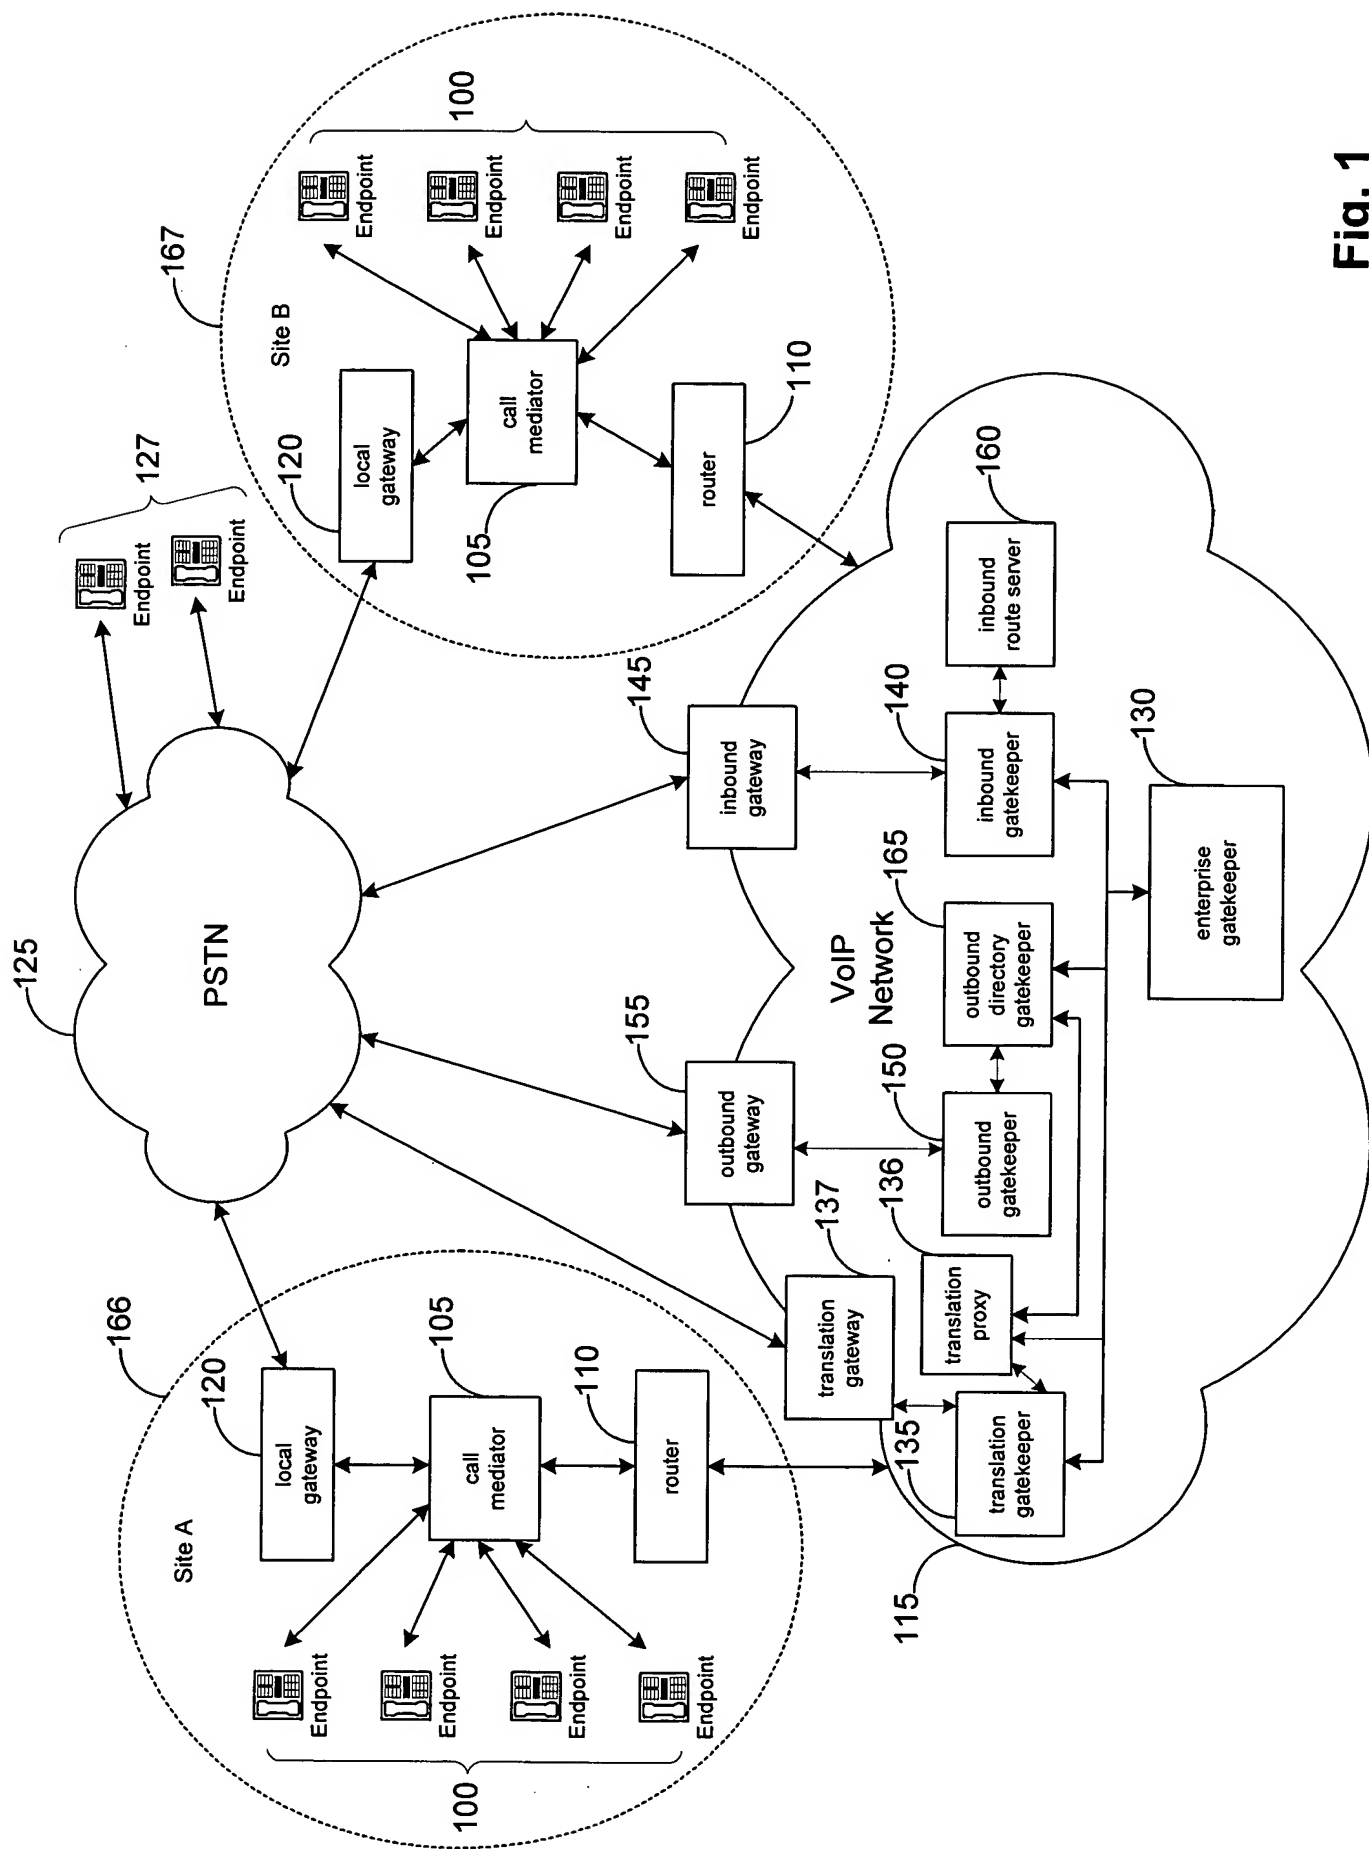 125
PSTN
127
Endpoint
Endpoint
166
Site A
120
local
gateway
105
call
mediator
110
router
Endpoint
Endpoint
Endpoint
Endpoint
100
167
Site B
120
local
gateway
105
call
mediator
110
router
Endpoint
Endpoint
Endpoint
Endpoint
100
155
outbound
gateway
145
inbound
gateway
137
translation
gateway
VoIP
Network
115
135
translation
gatekeeper
136
translation
proxy
150
outbound
gatekeeper
165
outbound
directory
gatekeeper
140
inbound
gatekeeper
160
inbound
route server
130
enterprise
gatekeeper
Fig. 1